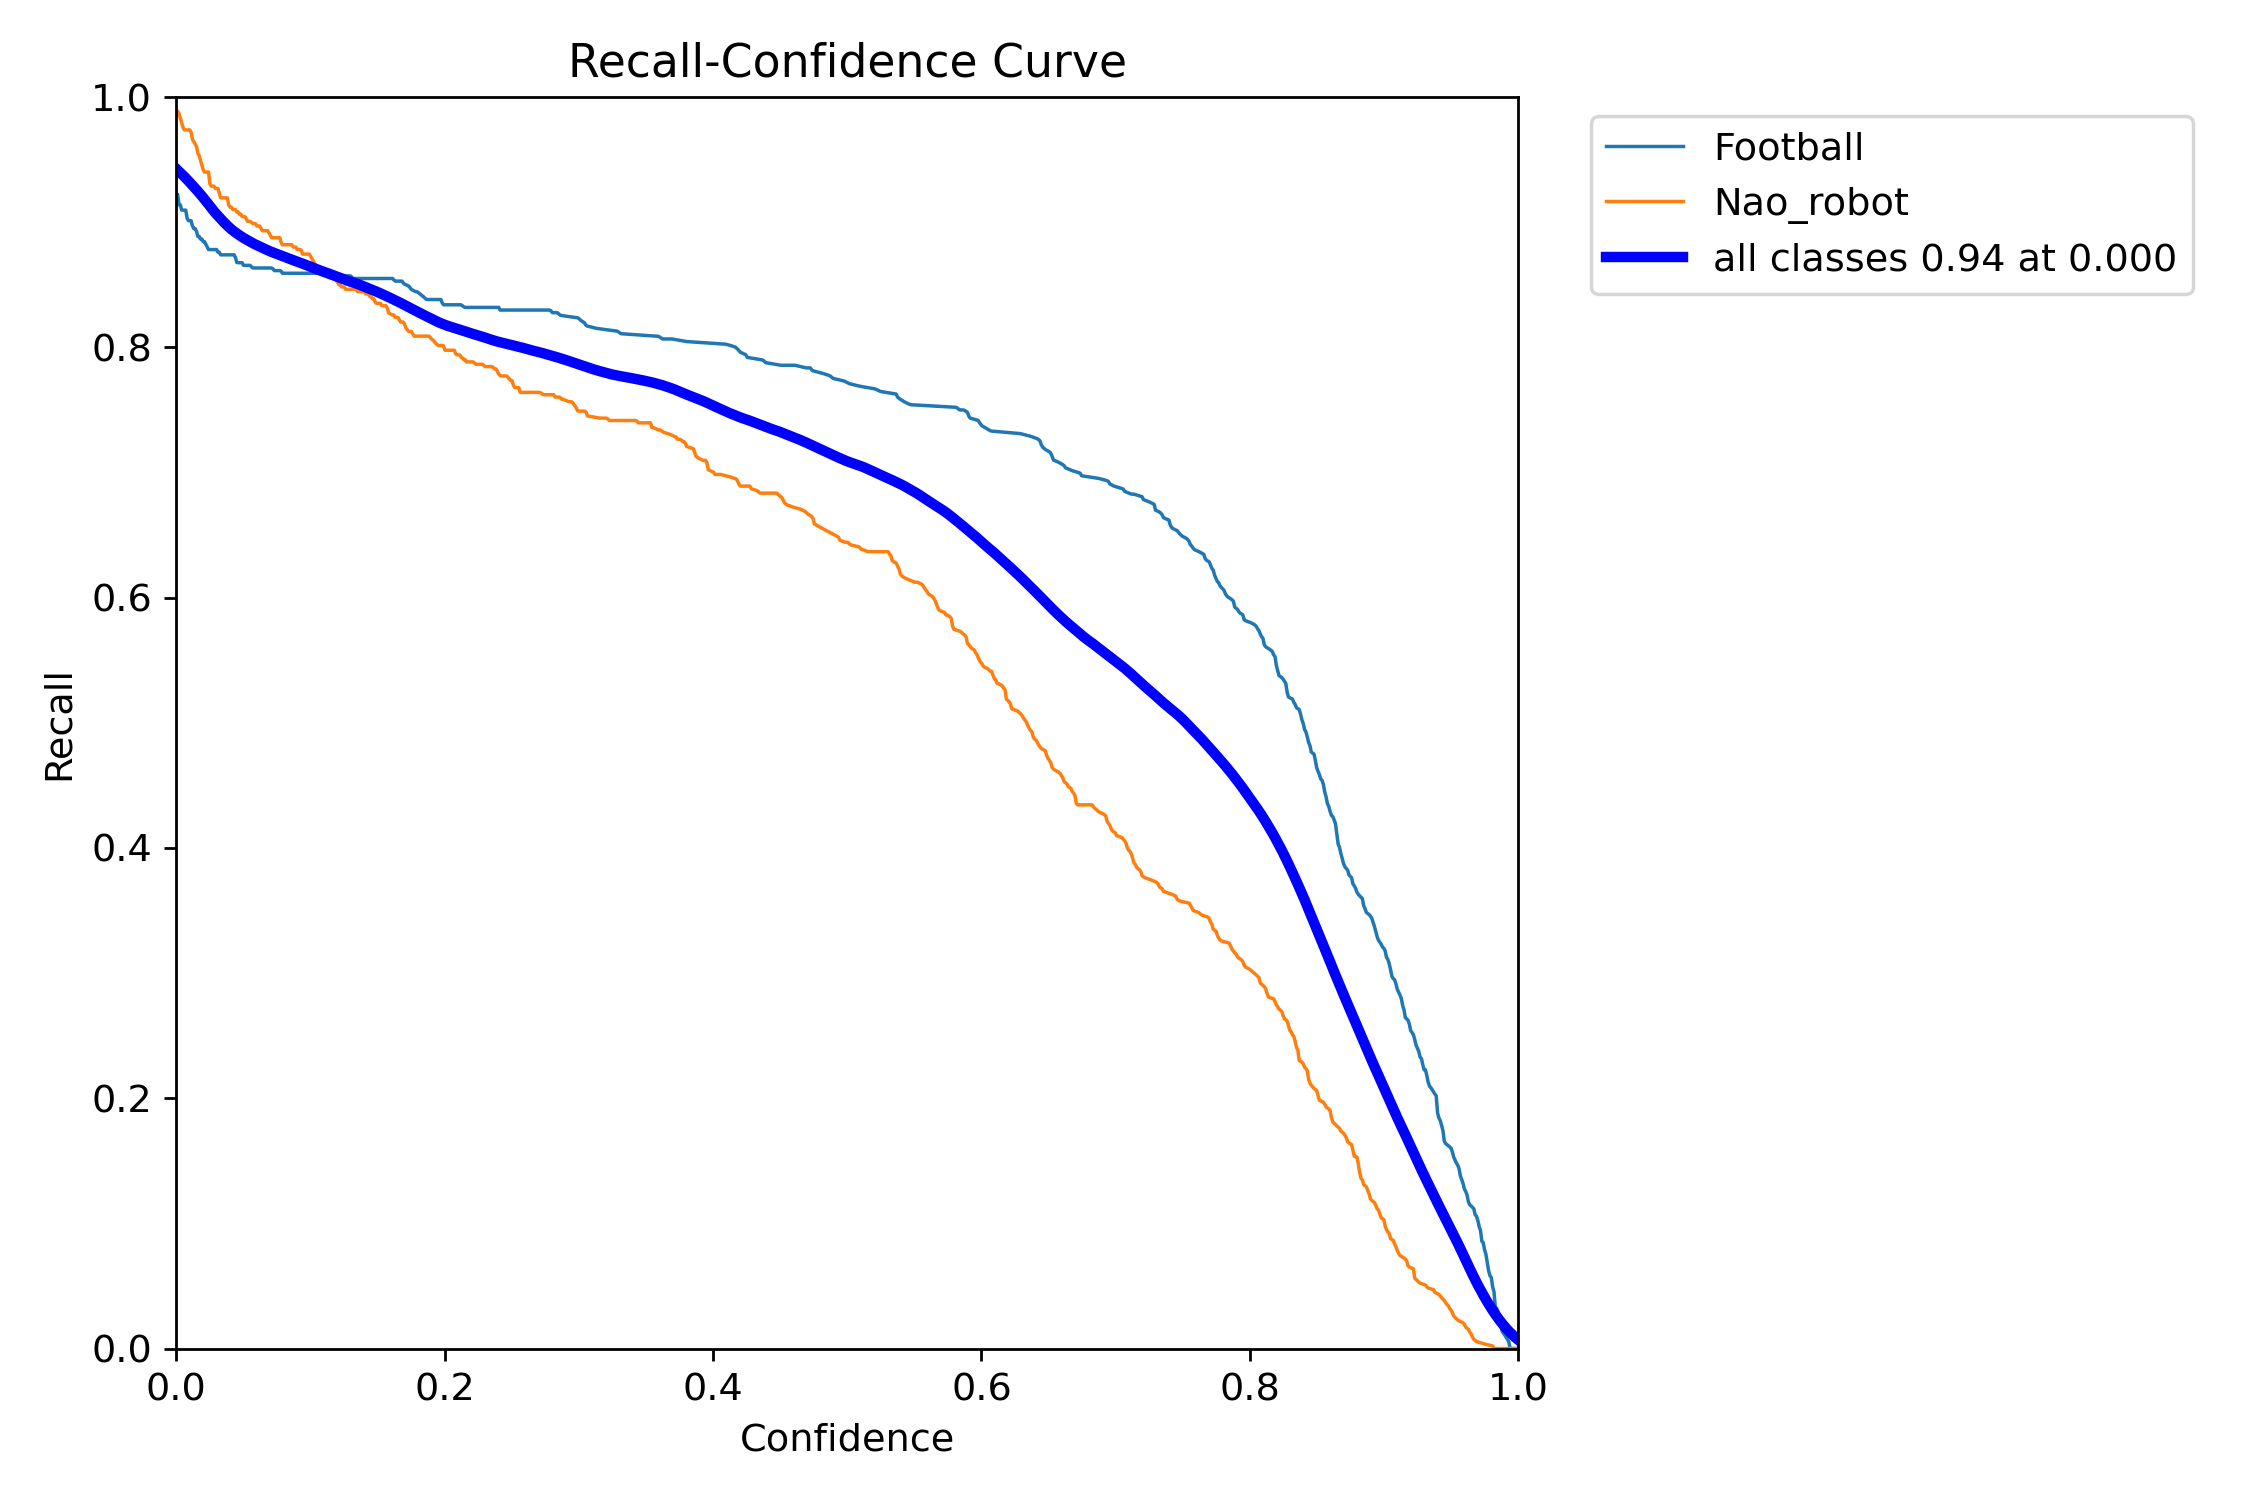 Recall-Confidence Curve
Football
Nao_robot
all classes 0.94 at 0.000
1.0
0.8
0.6
0.4
0.2
0.0
Recall
0.0 0.2 0.4 0.6 0.8 1.0
Confidence